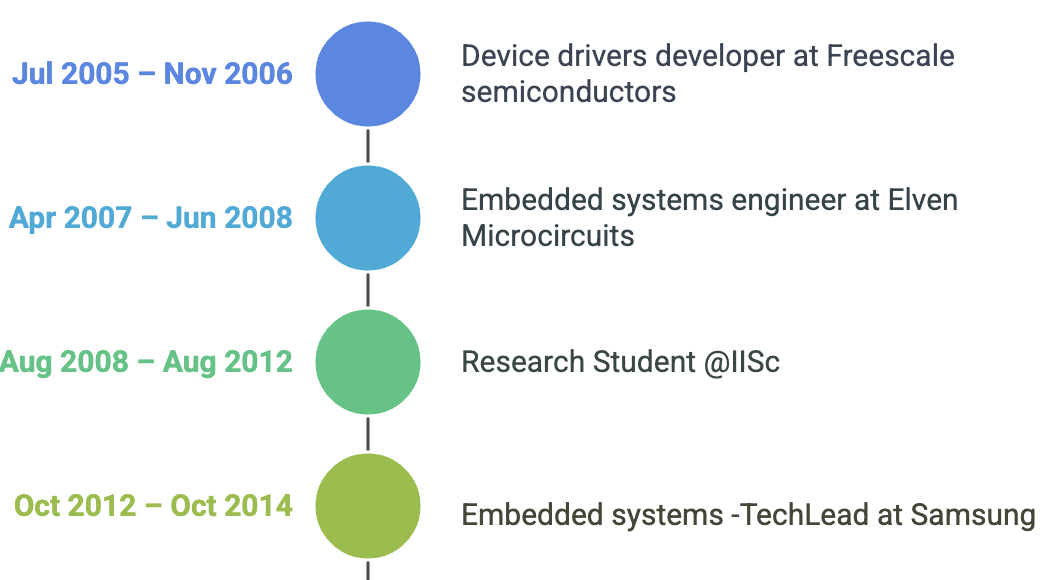 Jul 2005 – Nov 2006
Device drivers developer at Freescale
semiconductors
Apr 2007 – Jun 2008
Embedded systems engineer at Elven
Microcircuits
Aug 2008 – Aug 2012
Research Student @IISc
Oct 2012 – Oct 2014
Embedded systems -TechLead at Samsung